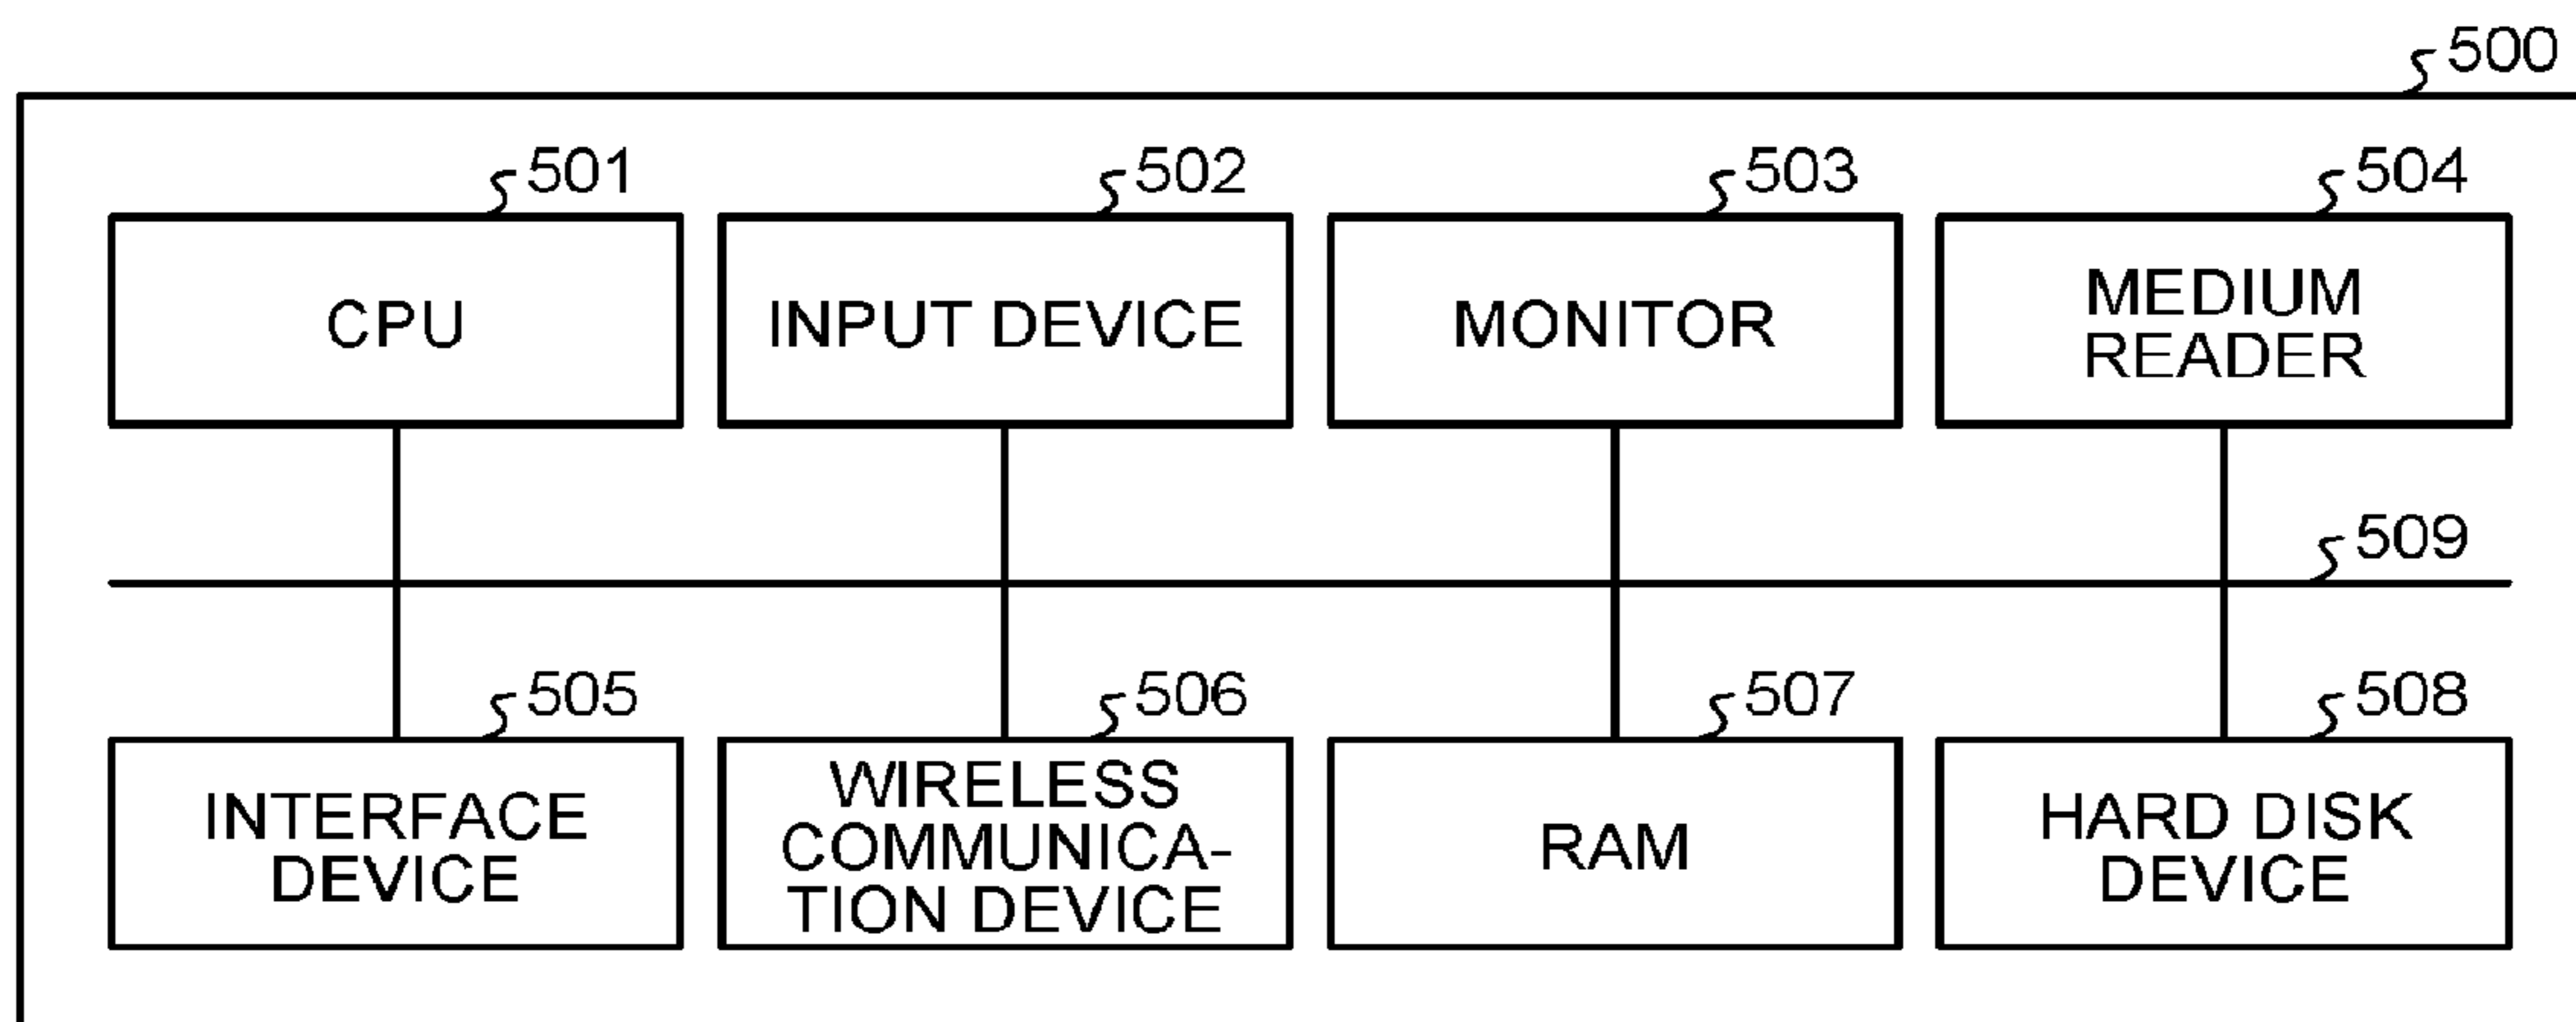 500
501
502
503
504
CPU
INPUT DEVICE
MONITOR
MEDIUM
READER
509
505
506
507
508
INTERFACE
DEVICE
WIRELESS
COMMUNICA-
TION DEVICE
RAM
HARD DISK
DEVICE